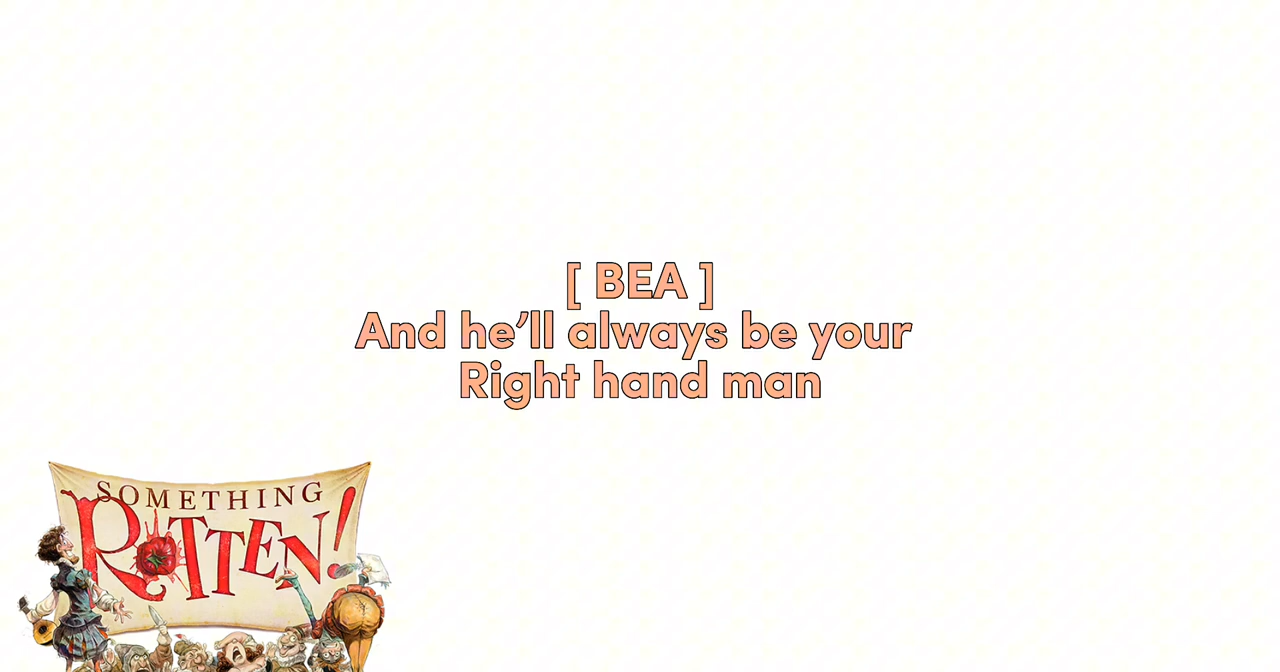 [ BEA ]
And he’ll always be your
Right hand man
SOMETHING
ROTTEN!